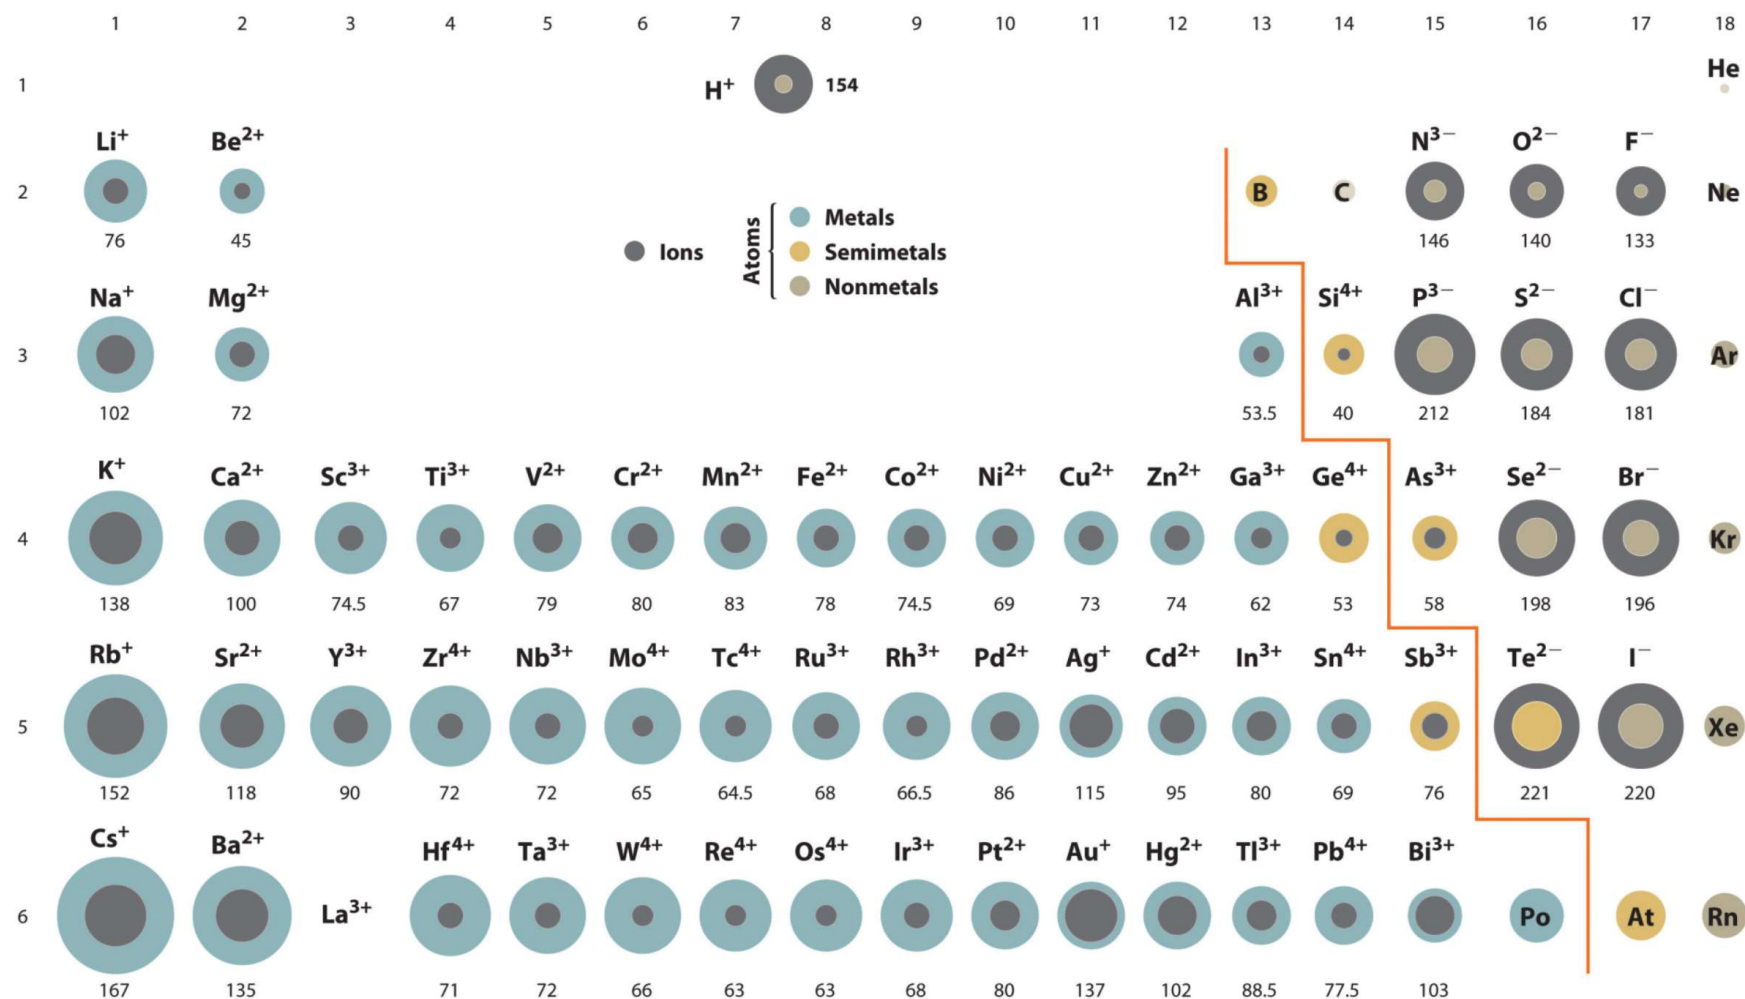 1 2 3 4 5 6 7 8 9 10 11 12 13 14 15 16 17 18
1 H⁺ 154 He
Li⁺ Be²⁺ N³⁻ O²⁻ F⁻
2 B C Ne
76 45 146 140 133
Atoms
Ions
Metals
Semimetals
Nonmetals
Na⁺ Mg²⁺ Al³⁺ Si⁴⁺ P³⁻ S²⁻ Cl⁻
3 Ar
102 72 53.5 40 212 184 181
K⁺ Ca²⁺ Sc³⁺ Ti³⁺ V²⁺ Cr²⁺ Mn²⁺ Fe²⁺ Co²⁺ Ni²⁺ Cu²⁺ Zn²⁺ Ga³⁺ Ge⁴⁺ As³⁺ Se²⁻ Br⁻
4 Kr
138 100 74.5 67 79 80 83 78 74.5 69 73 74 62 53 58 198 196
Rb⁺ Sr²⁺ Y³⁺ Zr⁴⁺ Nb³⁺ Mo⁴⁺ Tc⁴⁺ Ru³⁺ Rh³⁺ Pd²⁺ Ag⁺ Cd²⁺ In³⁺ Sn⁴⁺ Sb³⁺ Te²⁻ I⁻
5 Xe
152 118 90 72 72 65 64.5 68 66.5 86 115 95 80 69 76 221 220
Cs⁺ Ba²⁺ Hf⁴⁺ Ta³⁺ W⁴⁺ Re⁴⁺ Os⁴⁺ Ir³⁺ Pt²⁺ Au⁺ Hg²⁺ Tl³⁺ Pb⁴⁺ Bi³⁺
6 La³⁺ Po At Rn
167 135 71 72 66 63 63 68 80 137 102 88.5 77.5 103